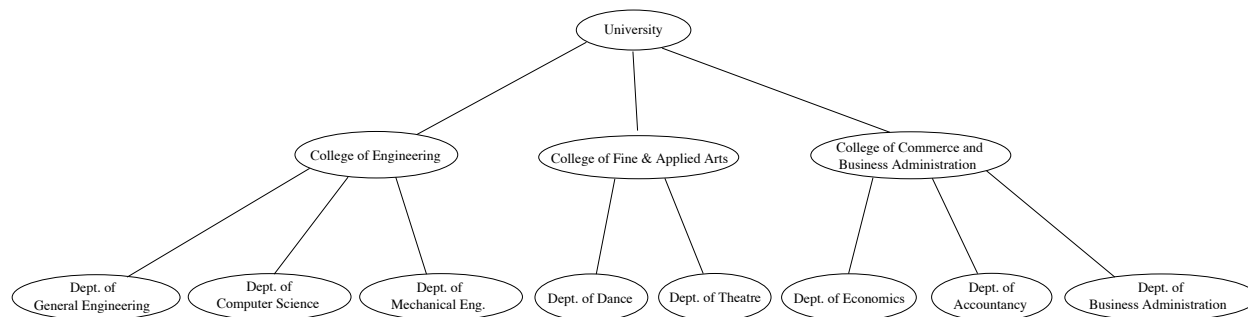 University
College of Engineering
College of Fine & Applied Arts
College of Commerce and
Business Administration
Dept. of
General Engineering
Dept. of
Computer Science
Dept. of
Mechanical Eng.
Dept. of Dance
Dept. of Theatre
Dept. of Economics
Dept. of
Accountancy
Dept. of
Business Administration